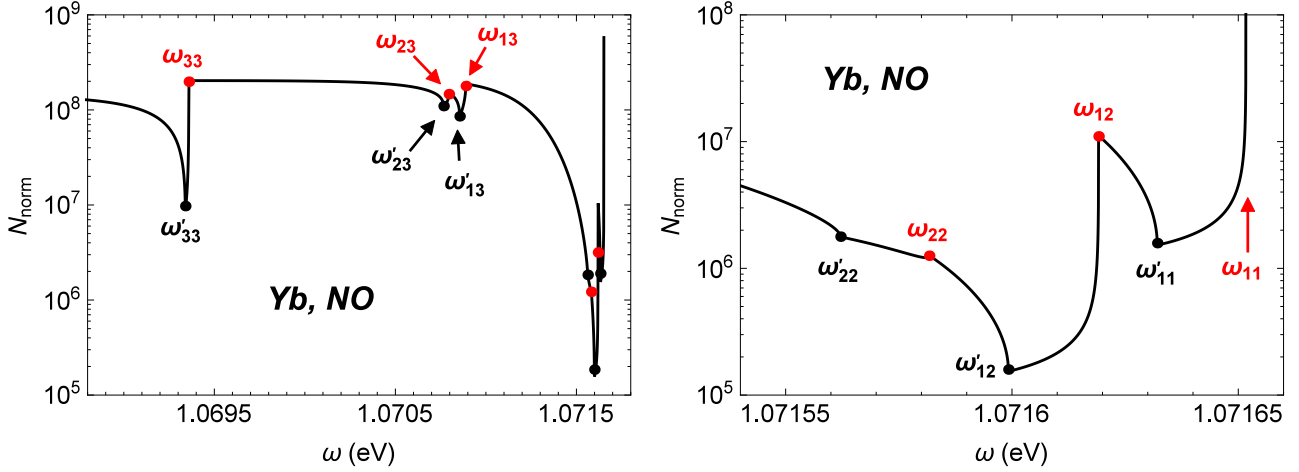 10⁹
10⁸
10⁷
10⁶
10⁵
N_norm
ω₃₃
ω₂₃
ω₁₃
ω'₂₃
ω'₁₃
ω'₃₃
Yb, NO
1.0695
1.0705
1.0715
ω (eV)
10⁸
10⁷
10⁶
10⁵
N_norm
Yb, NO
ω₁₂
ω₂₂
ω'₂₂
ω'₁₁
ω₁₁
ω'₁₂
1.07155
1.0716
1.07165
ω (eV)